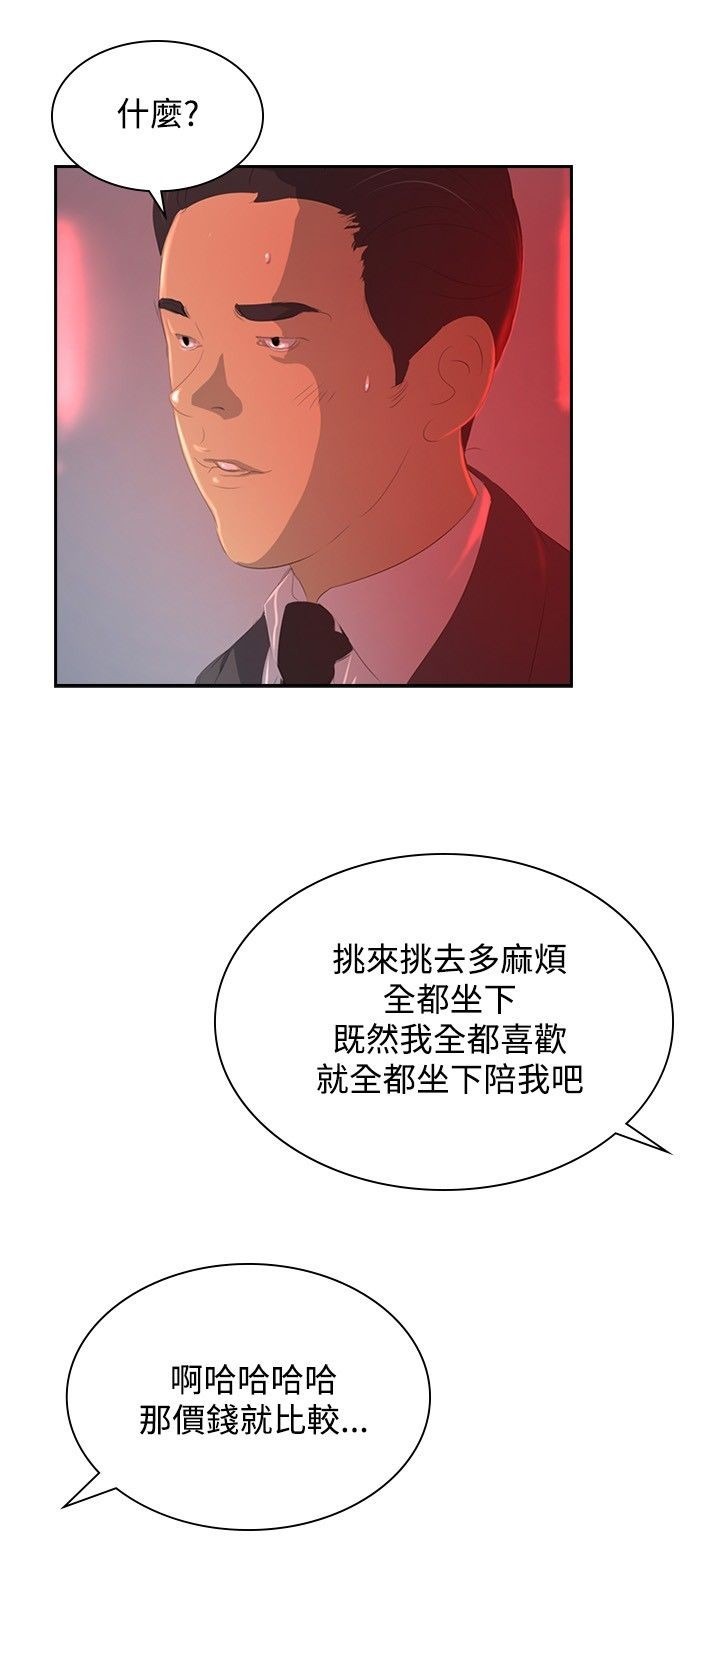 什麼?
挑來挑去多麻煩
全都坐下
既然我全都喜歡
就全都坐下陪我吧
啊哈哈哈哈
那價錢就比較...